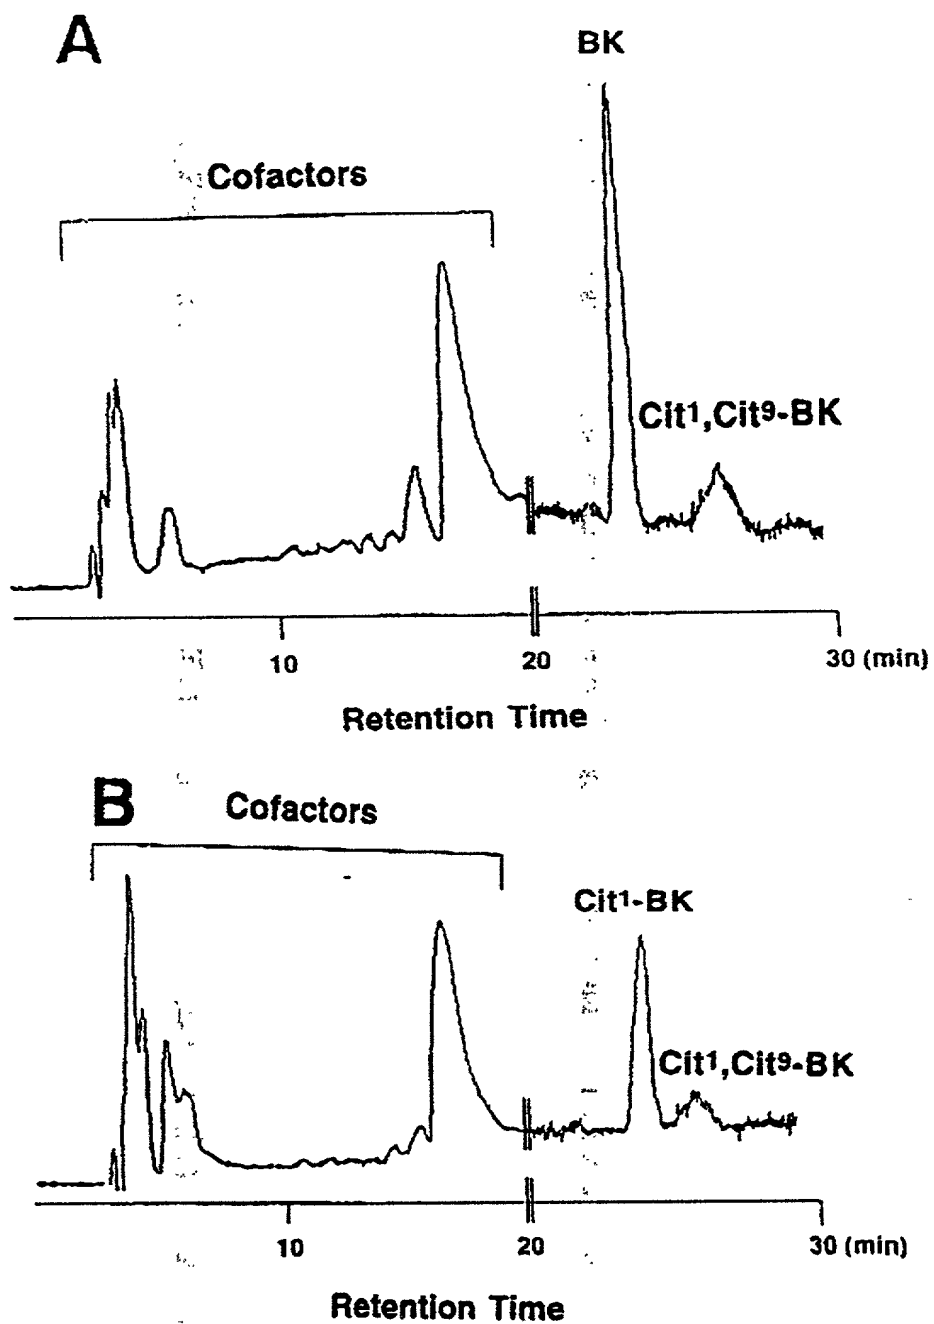 A
BK
Cofactors
Cit1,Cit9-BK
10 20 30 (min)
Retention Time
B
Cofactors
Cit1-BK
Cit1,Cit9-BK
10 20 30 (min)
Retention Time